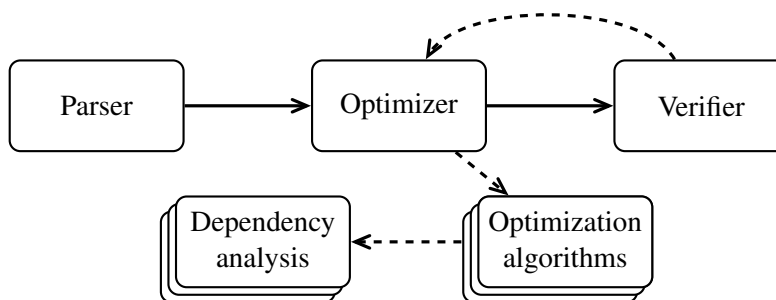 Parser
Optimizer
Verifier
Dependency
analysis
Optimization
algorithms